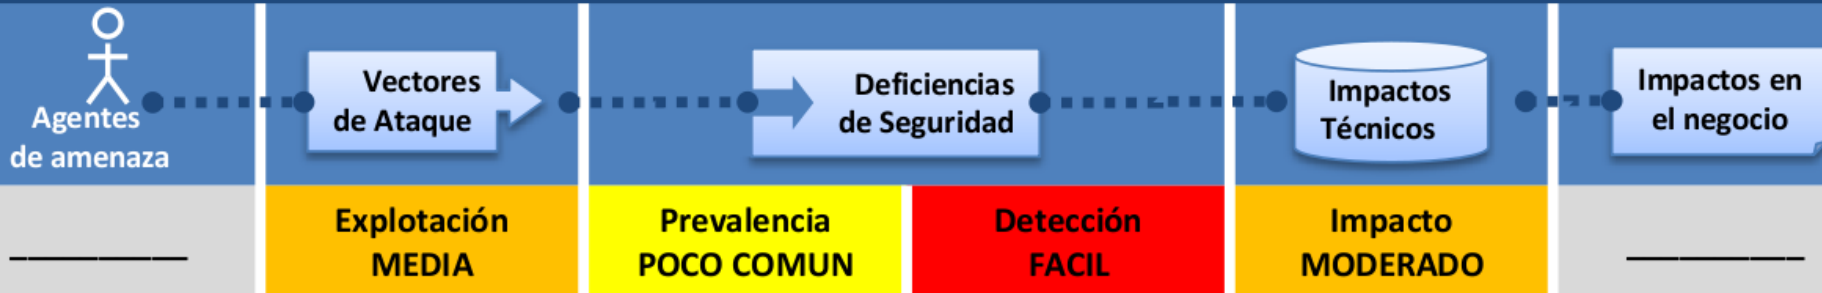 Agentes
de amenaza
Vectores
de Ataque
Deficiencias
de Seguridad
Impactos
Técnicos
Impactos en
el negocio
Explotación
MEDIA
Prevalencia
POCO COMUN
Detección
FACIL
Impacto
MODERADO